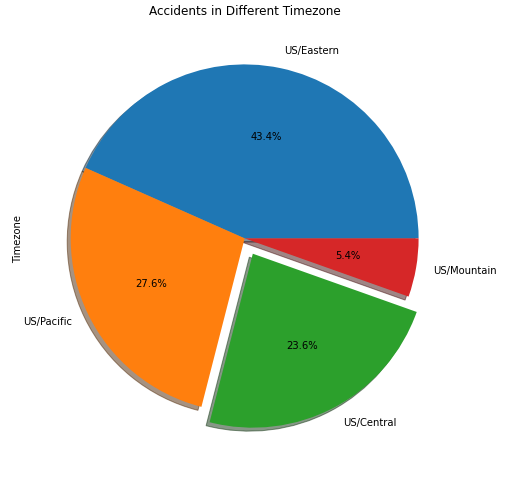 Accidents in Different Timezone
US/Eastern
43.4%
Timezone
5.4%
US/Mountain
27.6%
US/Pacific
23.6%
US/Central